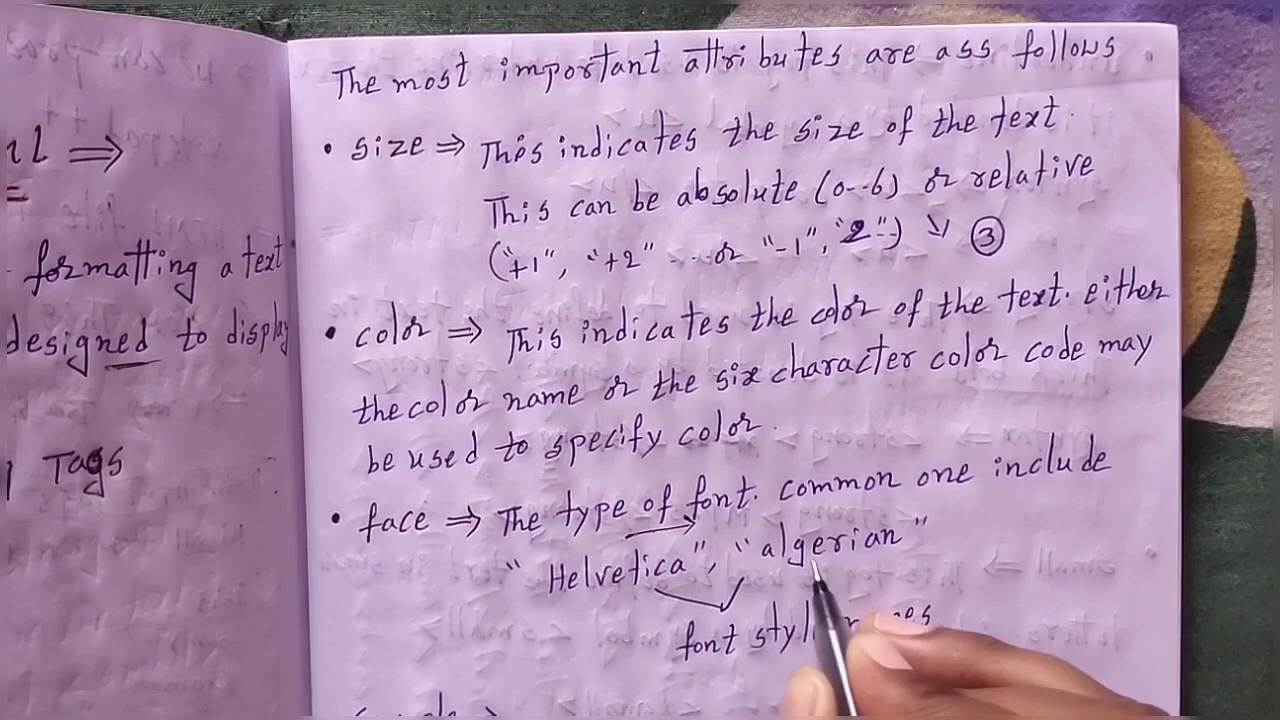 The most important attributes are ass follows
• size ⇒ This indicates the size of the text.
This can be absolute (0--6) or relative
("+1", "+2" ---- or "-1", "2"-) ③
• color ⇒ This indicates the color of the text. either
the color name or the six character color code may
be used to specify color.
• face ⇒ The type of font. common one include
"Helvetica", "algerian"
font
⇒
formatting a text
designed to display
Tags